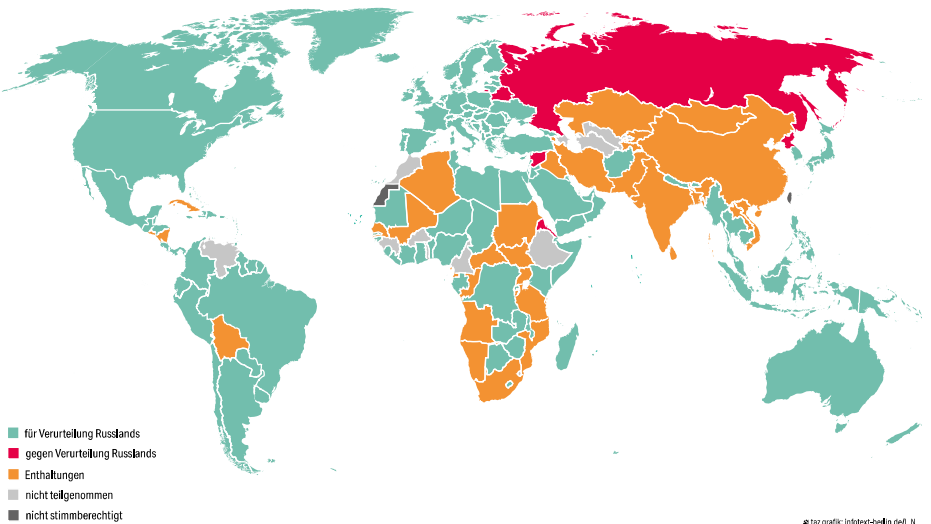 für Verurteilung Russlands
gegen Verurteilung Russlands
Enthaltungen
nicht teilgenommen
nicht stimmberechtigt
taz grafik: infotext-berlin.de/L. N